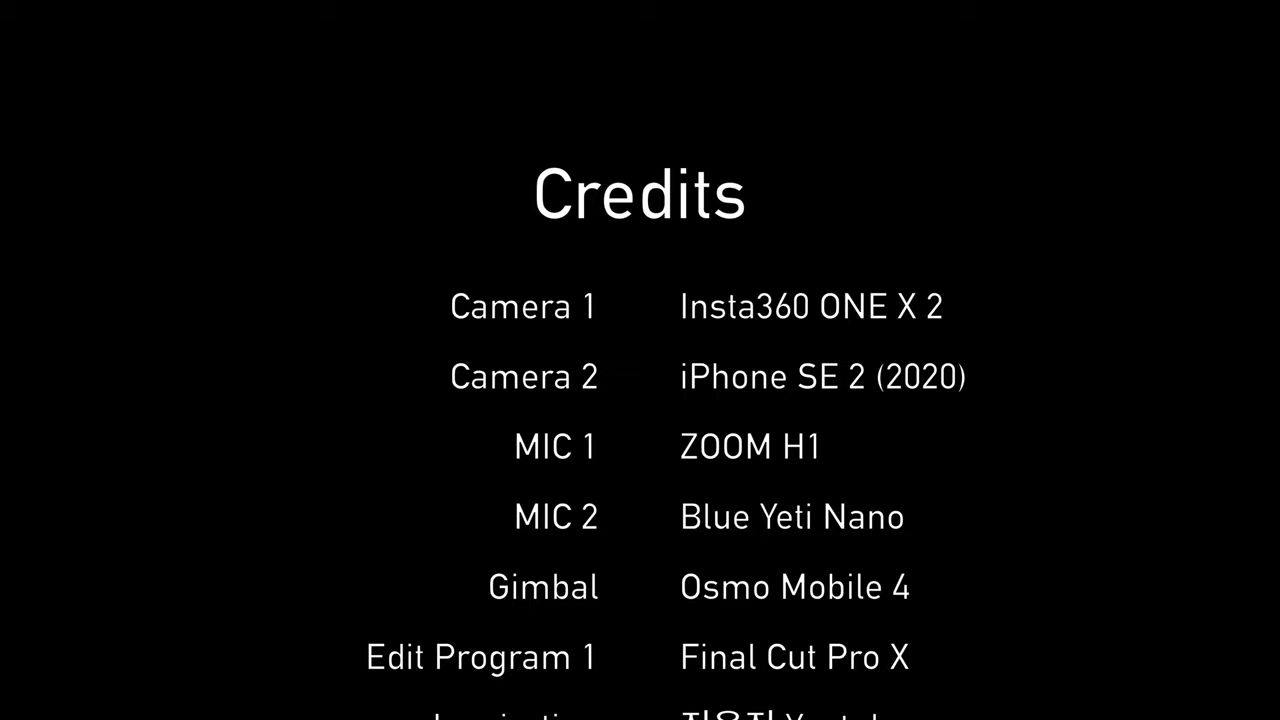 Credits
Camera 1 Insta360 ONE X 2
Camera 2 iPhone SE 2 (2020)
MIC 1 ZOOM H1
MIC 2 Blue Yeti Nano
Gimbal Osmo Mobile 4
Edit Program 1 Final Cut Pro X